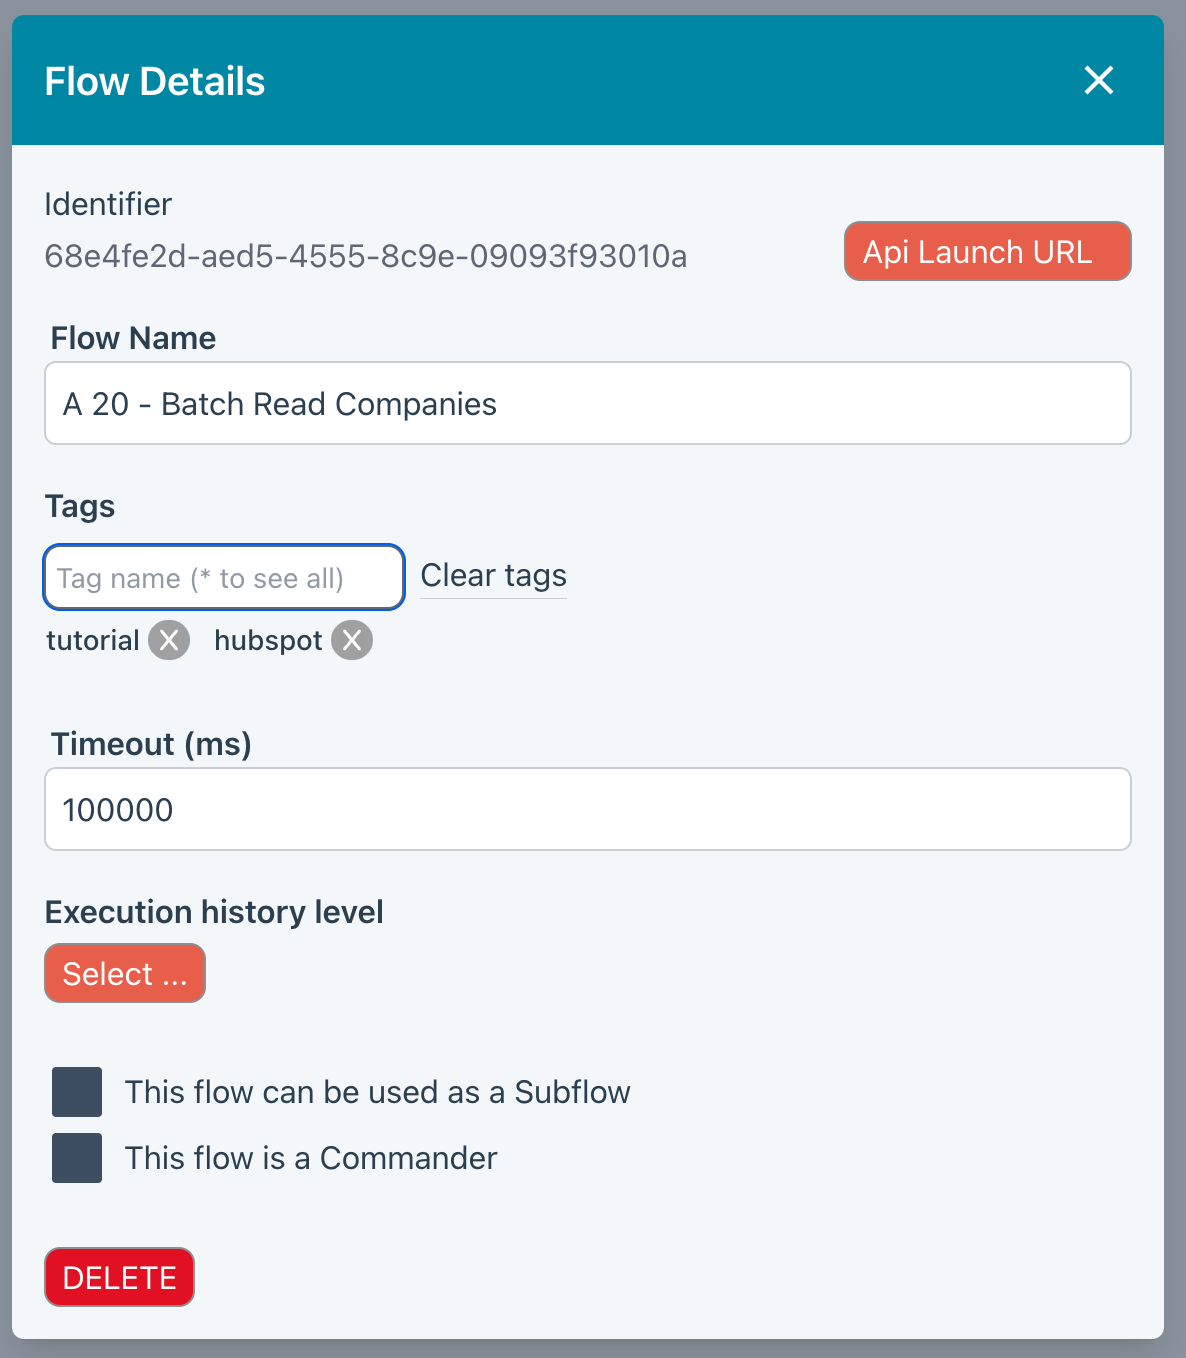 Flow Details
Identifier
68e4fe2d-aed5-4555-8c9e-09093f93010a
Api Launch URL
Flow Name
A 20 - Batch Read Companies
Tags
Tag name (* to see all)
Clear tags
tutorial X hubspot X
Timeout (ms)
100000
Execution history level
Select ...
This flow can be used as a Subflow
This flow is a Commander
DELETE